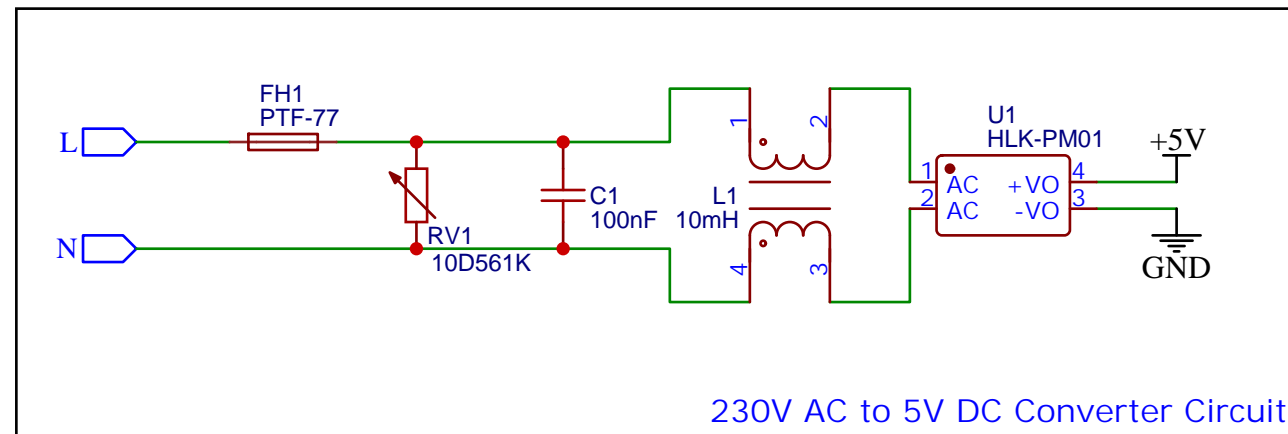 FH1
PTF-77
L
N
RV1
10D561K
C1
100nF
L1
10mH
1
2
4
3
U1
HLK-PM01
1
2
AC
AC
+VO
-VO
4
3
+5V
GND
230V AC to 5V DC Converter Circuit